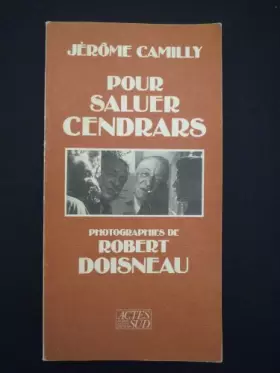 JÉRÔME CAMILLY
POUR
SALUER
CENDRARS
PHOTOGRAPHIES DE
ROBERT
DOISNEAU
ACTES
SUD